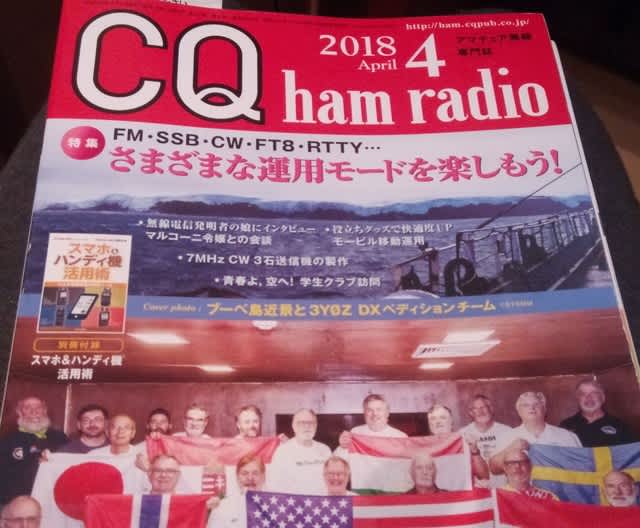 http://ham.cqpub.co.jp/
CQ ham radio
2018 April 4
アマチュア無線
専門誌
特集
FM・SSB・CW・FT8・RTTY…
さまざまな運用モードを楽しもう!
・無線電信発明者の娘にインタビュー
マルコーニ令嬢との会談
・役立ちグッズで快適度UP
モービル移動運用
・7MHz CW 3石送信機の製作
・青春よ,空へ! 学生クラブ訪問
スマホ&
ハンディ機
活用術
別冊付録
スマホ&ハンディ機
活用術
Cover photo : ブーベ島近景と3YØZ DXペディションチーム